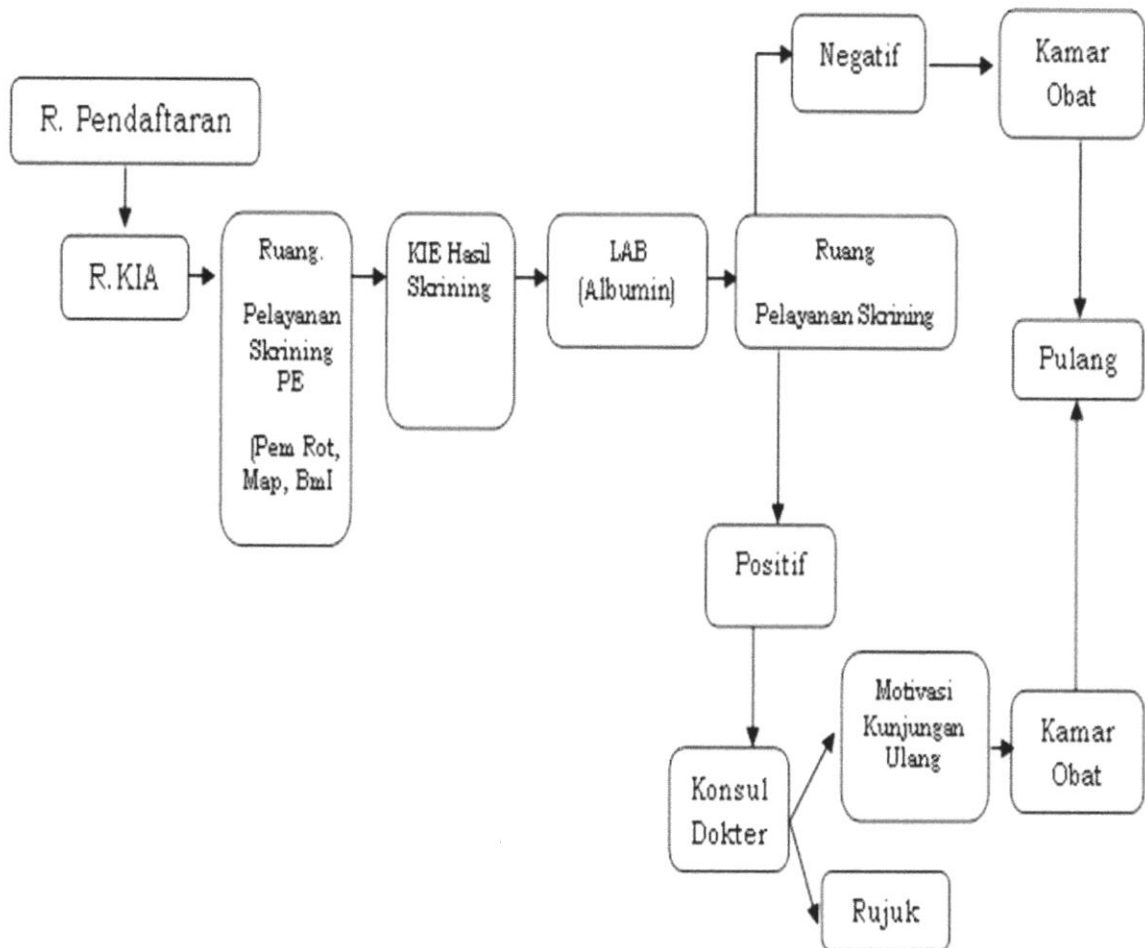 R. Pendaftaran
R. KIA
Ruang.
Pelayanan
Skrining
PE
(Pem Rot,
Map, BmI
KIE Hasil
Skrining
LAB
(Albumin)
Ruang
Pelayanan Skrining
Negatif
Kamar
Obat
Pulang
Positif
Konsul
Dokter
Motivasi
Kunjungan
Ulang
Kamar
Obat
Rujuk